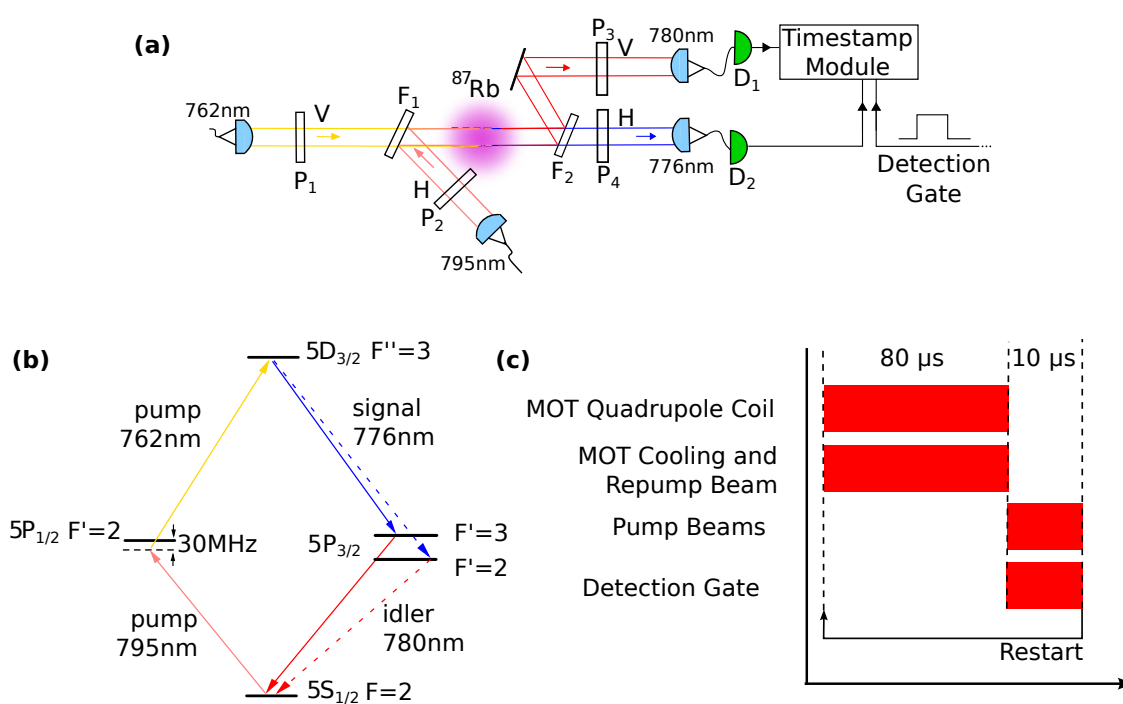 (a)
762nm
V
P₁
F₁
⁸⁷Rb
H
P₂
795nm
F₂
P₃
V
780nm
D₁
H
P₄
776nm
D₂
Timestamp
Module
Detection
Gate
(b)
5D₃/₂ F''=3
pump
762nm
signal
776nm
5P₁/₂ F'=2
30MHz
5P₃/₂
F'=3
F'=2
pump
795nm
idler
780nm
5S₁/₂ F=2
(c)
80 µs
10 µs
MOT Quadrupole Coil
MOT Cooling and
Repump Beam
Pump Beams
Detection Gate
Restart